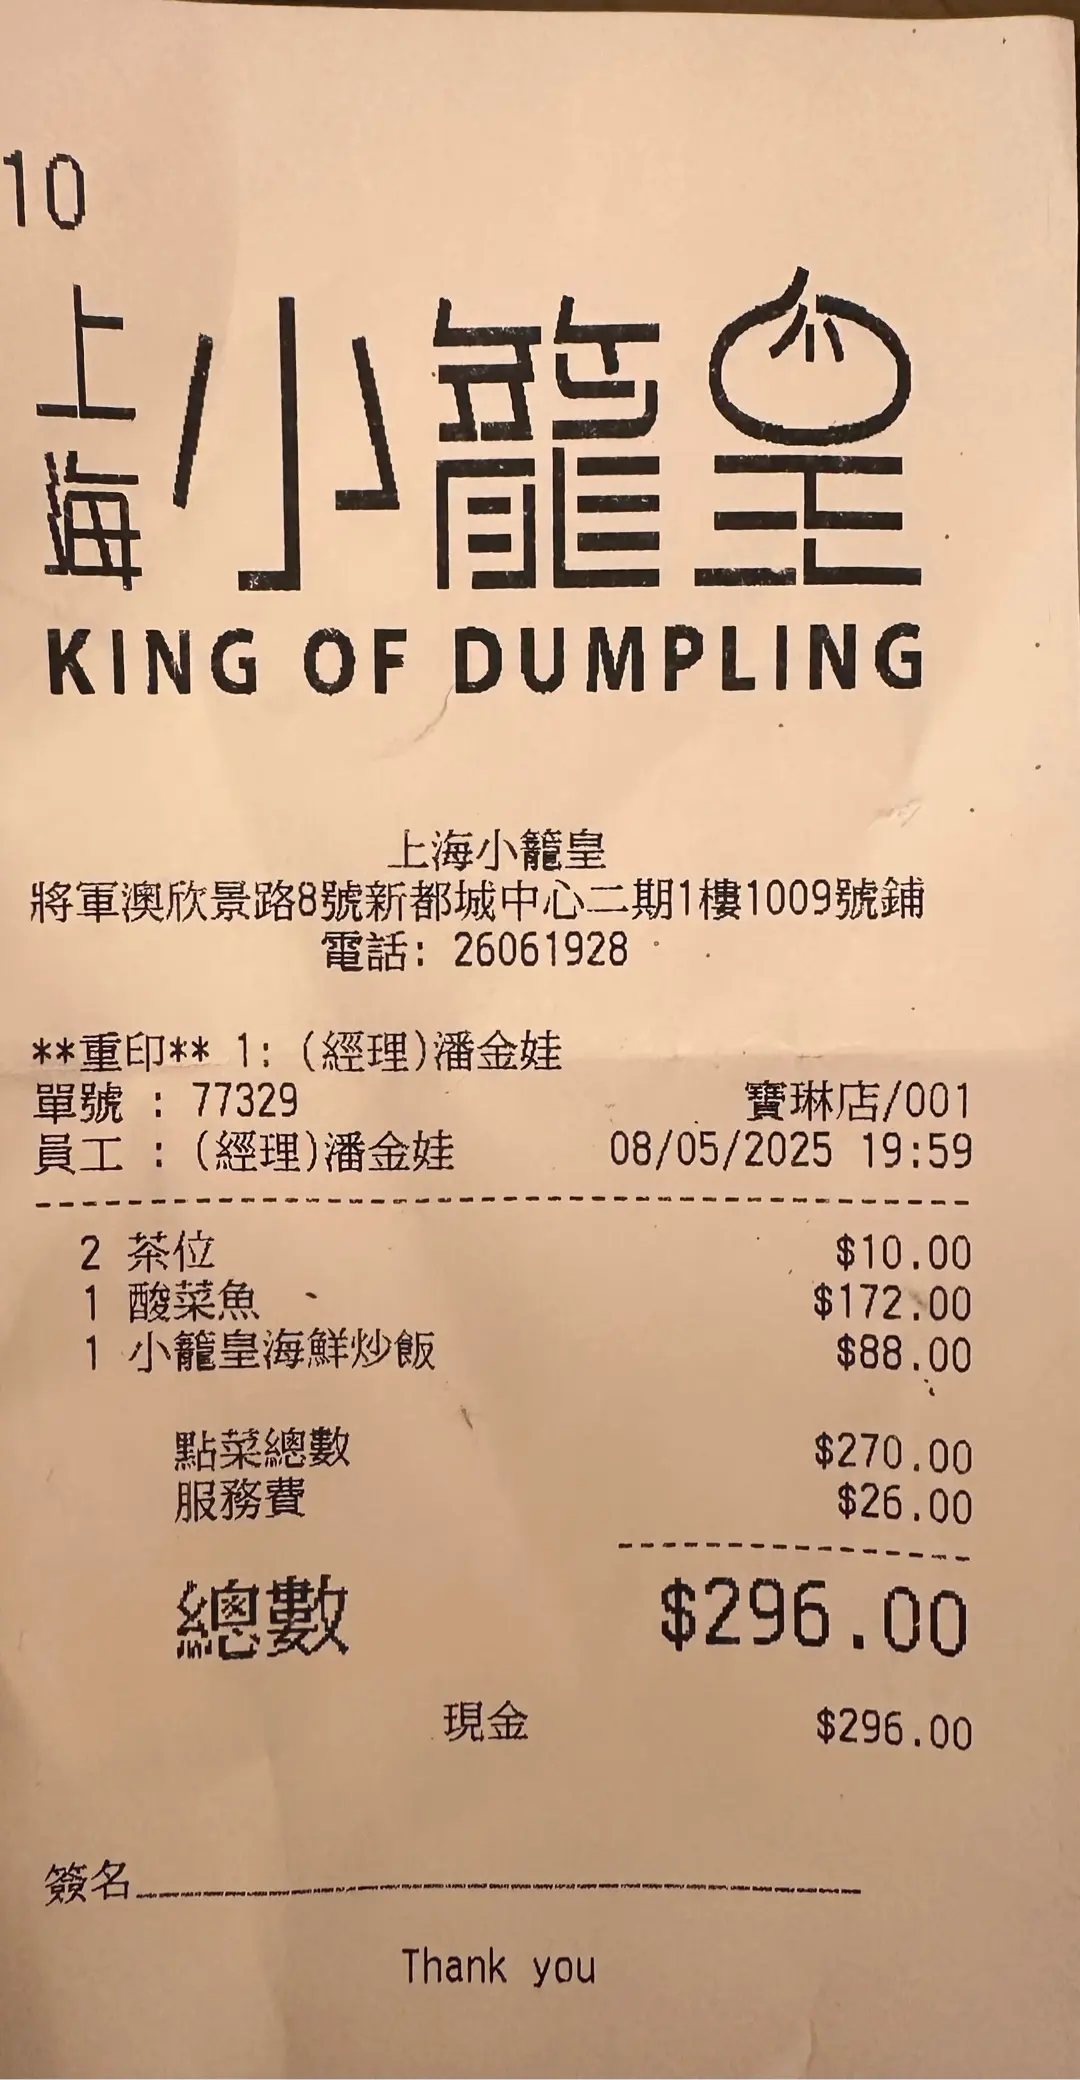 10
上海小籠皇
KING OF DUMPLING
上海小籠皇
將軍澳欣景路8號新都城中心二期1樓1009號鋪
電話: 26061928
**重印** 1: (經理)潘金娃
單號 : 77329 寶琳店/001
員工 : (經理)潘金娃 08/05/2025 19:59
2 茶位 $10.00
1 酸菜魚 $172.00
1 小籠皇海鮮炒飯 $88.00
點菜總數 $270.00
服務費 $26.00
總數 $296.00
現金 $296.00
簽名
Thank you